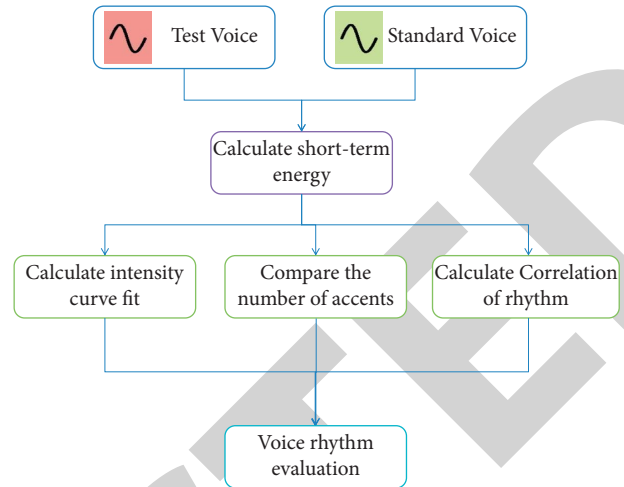 Test Voice
Standard Voice
Calculate short-term
energy
Calculate intensity
curve fit
Compare the
number of accents
Calculate Correlation
of rhythm
Voice rhythm
evaluation